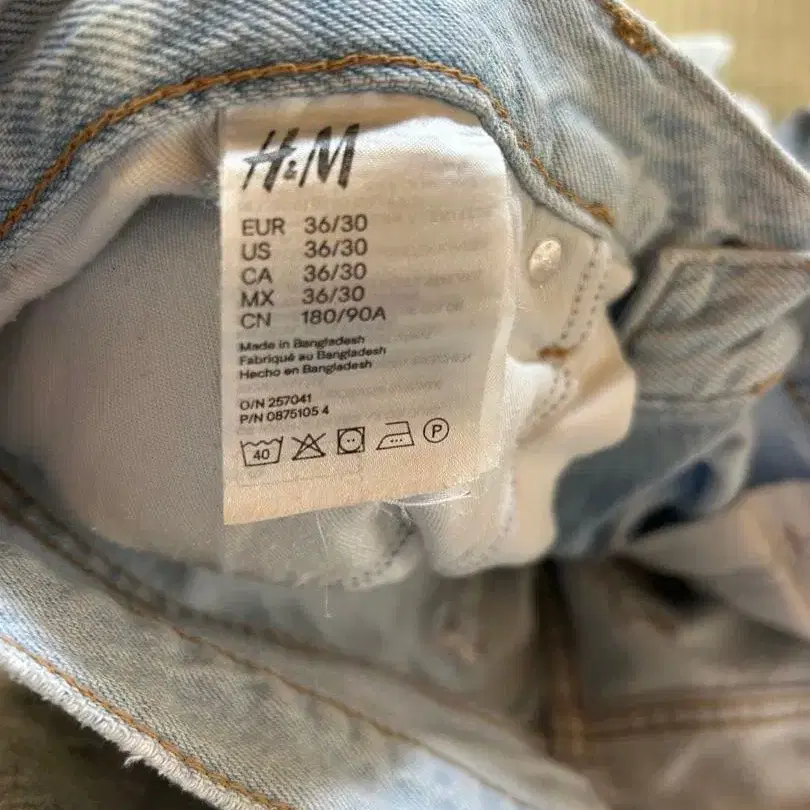 H&M
EUR 36/30
US 36/30
CA 36/30
MX 36/30
CN 180/90A
Made in Bangladesh
Fabriqué au Bangladesh
Hecho en Bangladesh
O/N 257041
P/N 0875105 4
40 P